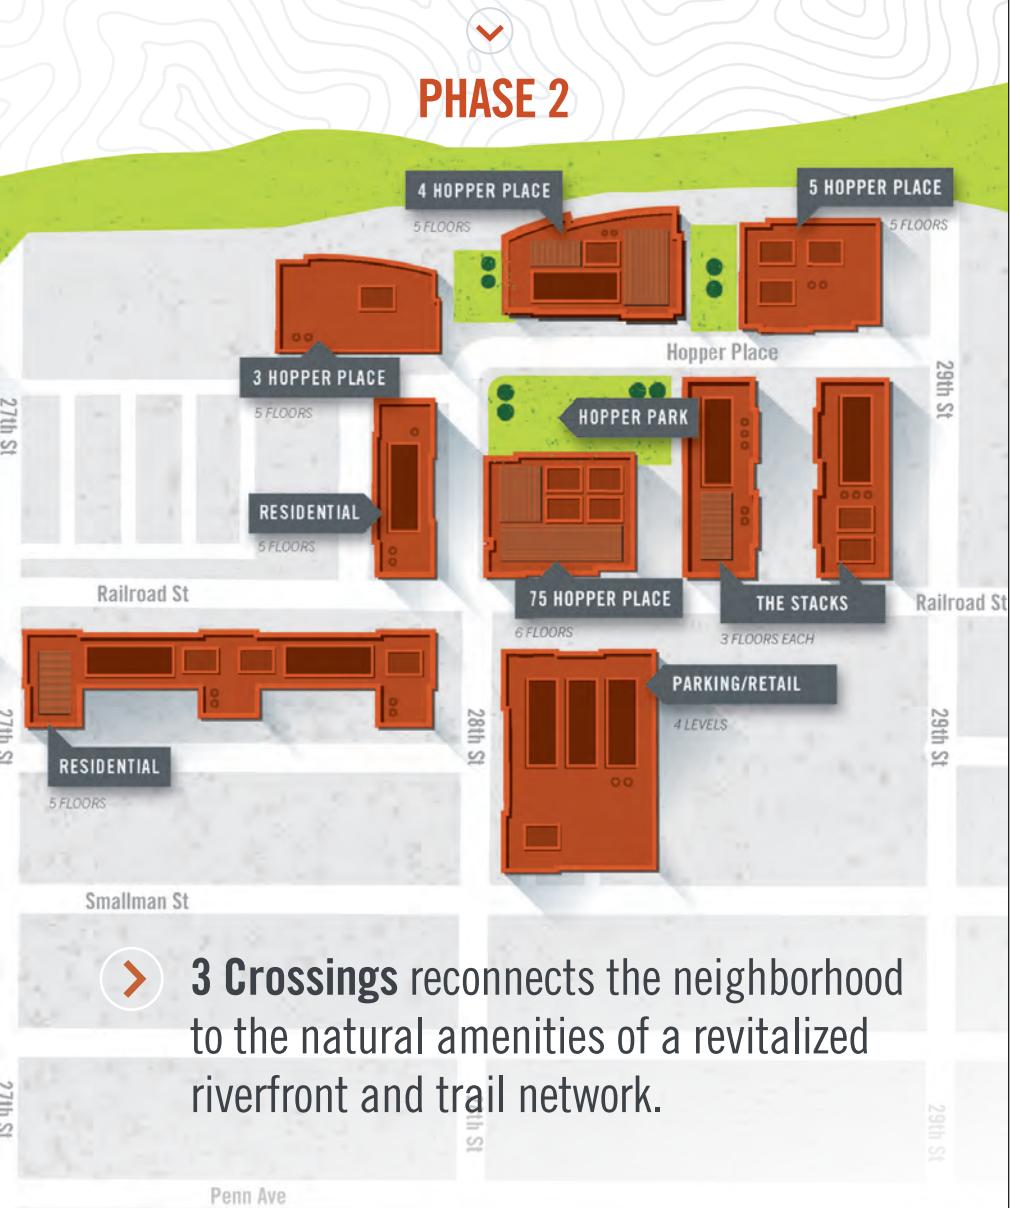 PHASE 2
4 HOPPER PLACE
5 FLOORS
5 HOPPER PLACE
5 FLOORS
Hopper Place
3 HOPPER PLACE
5 FLOORS
29th St
27th St
HOPPER PARK
RESIDENTIAL
5 FLOORS
Railroad St
75 HOPPER PLACE
6 FLOORS
THE STACKS
3 FLOORS EACH
Railroad St
PARKING/RETAIL
4 LEVELS
27th St
28th St
29th St
RESIDENTIAL
5 FLOORS
Smallman St
3 Crossings reconnects the neighborhood
to the natural amenities of a revitalized
riverfront and trail network.
27th St
th St
29th St
Penn Ave